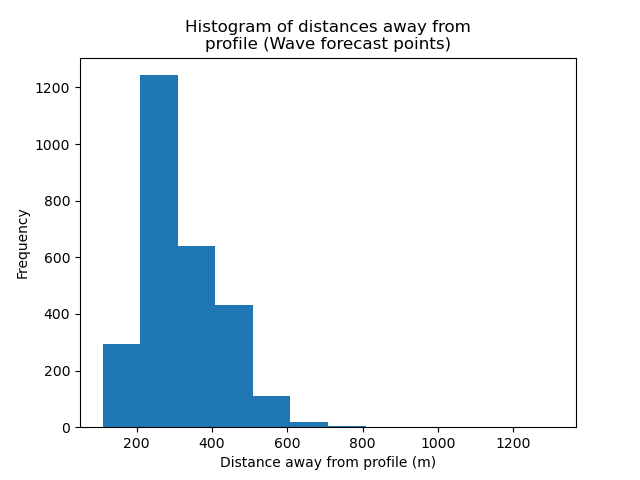 Histogram of distances away from
profile (Wave forecast points)
1200
1000
800
600
400
200
0
Frequency
200 400 600 800 1000 1200
Distance away from profile (m)